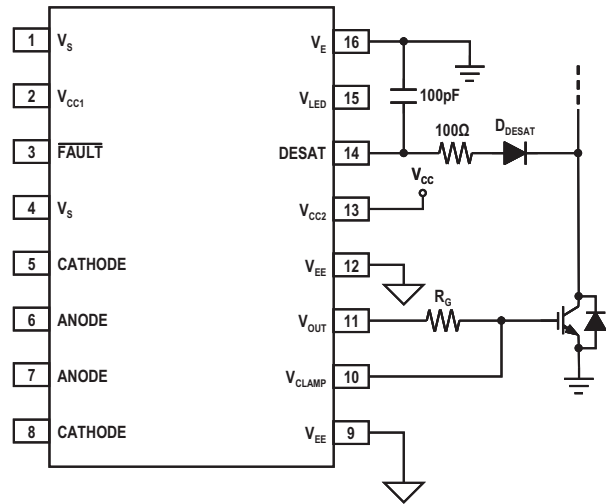 1 V_S V_E 16
2 V_CC1 V_LED 15 100pF
3 F̅A̅U̅L̅T̅ DESAT 14 100Ω D_DESAT
4 V_S V_CC2 13 V_CC
5 CATHODE V_EE 12
6 ANODE V_OUT 11 R_G
7 ANODE V_CLAMP 10
8 CATHODE V_EE 9